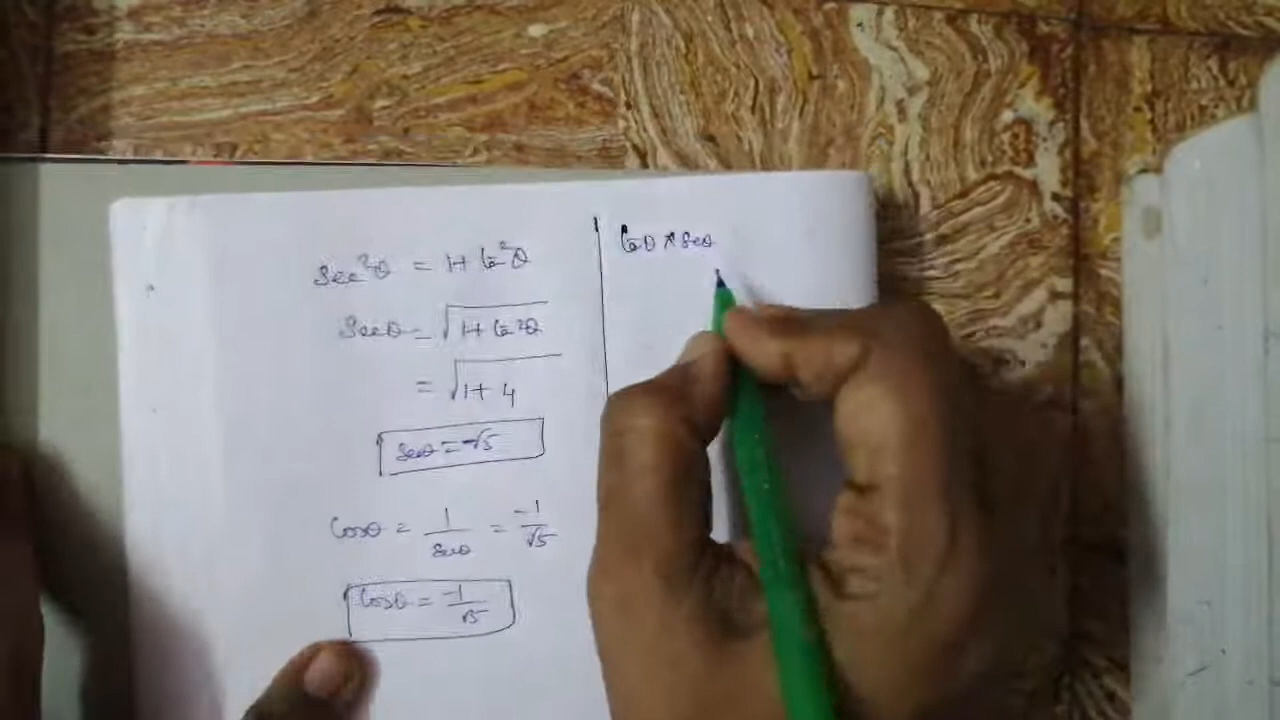 sec²θ = 1+ tan²θ
secθ = √1+ tan²θ
= √1+ 4
secθ = -√5
cosθ = 1/secθ = -1/√5
cosθ = -1/√5
tanθ × secθ